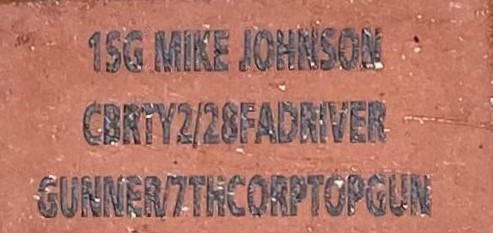 1SG MIKE JOHNSON
CBRTY2/28FADRIVER
GUNNER/7THCORPTOPGUN